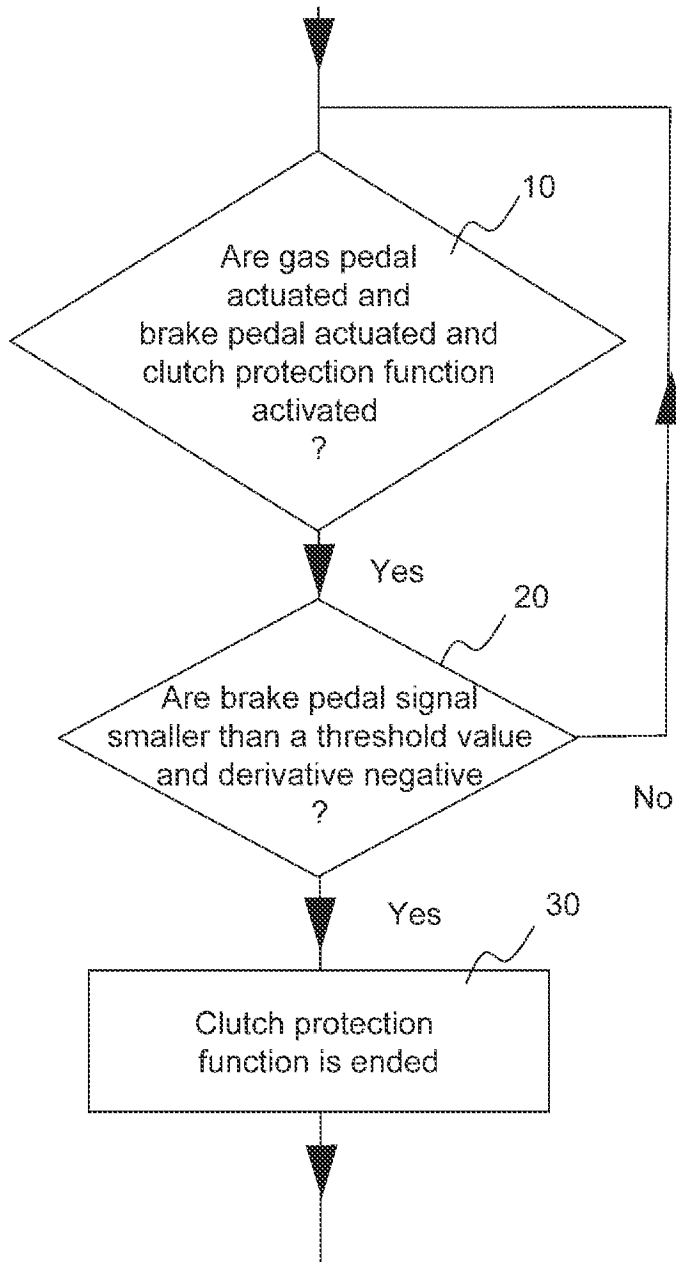 10
Are gas pedal
actuated and
brake pedal actuated and
clutch protection function
activated
?
Yes
20
Are brake pedal signal
smaller than a threshold value
and derivative negative
?
No
Yes
30
Clutch protection
function is ended